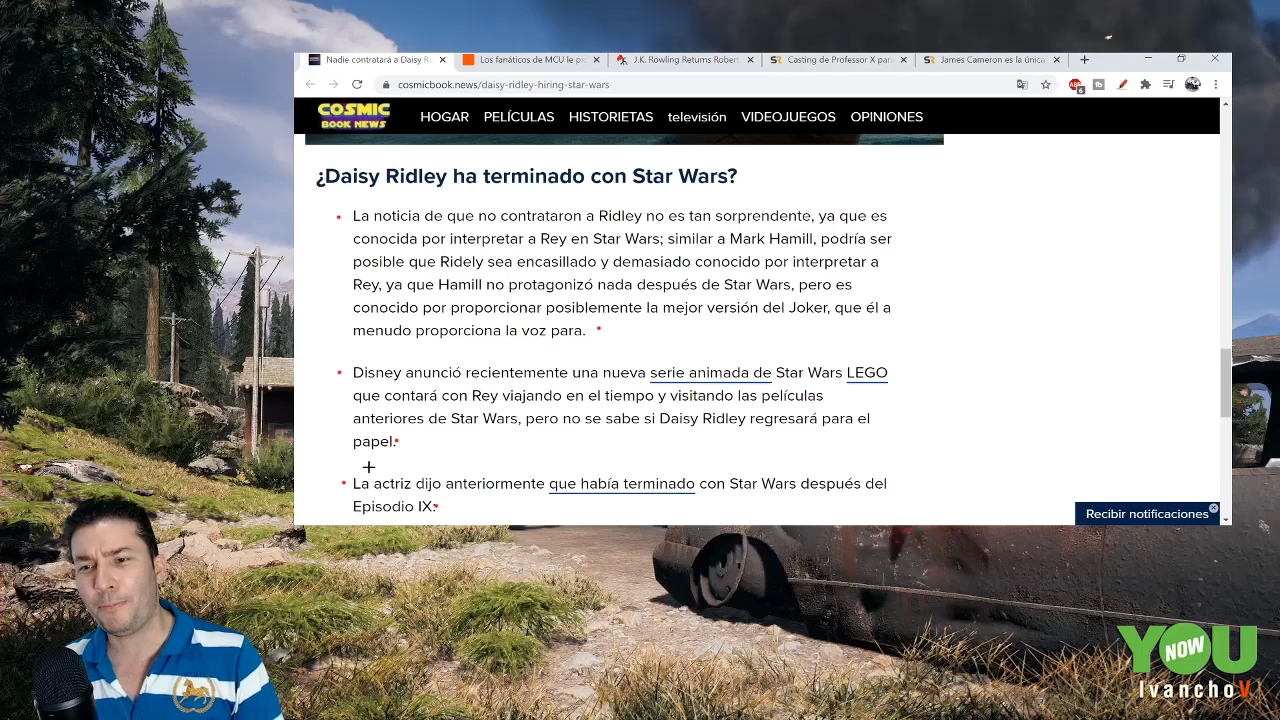 Nadie contratará a Daisy R
Los fanáticos de MCU le en
J.K. Rowling Returns Robert
Casting de Professor X para
James Cameron es la única
cosmicbook.news/daisy-ridley-hiring-star-wars
6
COSMIC
BOOK NEWS
HOGAR PELÍCULAS HISTORIETAS televisión VIDEOJUEGOS OPINIONES
¿Daisy Ridley ha terminado con Star Wars?
La noticia de que no contrataron a Ridley no es tan sorprendente, ya que es
conocida por interpretar a Rey en Star Wars; similar a Mark Hamill, podría ser
posible que Ridely sea encasillado y demasiado conocido por interpretar a
Rey, ya que Hamill no protagonizó nada después de Star Wars, pero es
conocido por proporcionar posiblemente la mejor versión del Joker, que él a
menudo proporciona la voz para.
Disney anunció recientemente una nueva serie animada de Star Wars LEGO
que contará con Rey viajando en el tiempo y visitando las películas
anteriores de Star Wars, pero no se sabe si Daisy Ridley regresará para el
papel.
La actriz dijo anteriormente que había terminado con Star Wars después del
Episodio IX.
Recibir notificaciones
YOU
NOW
IvanchoV